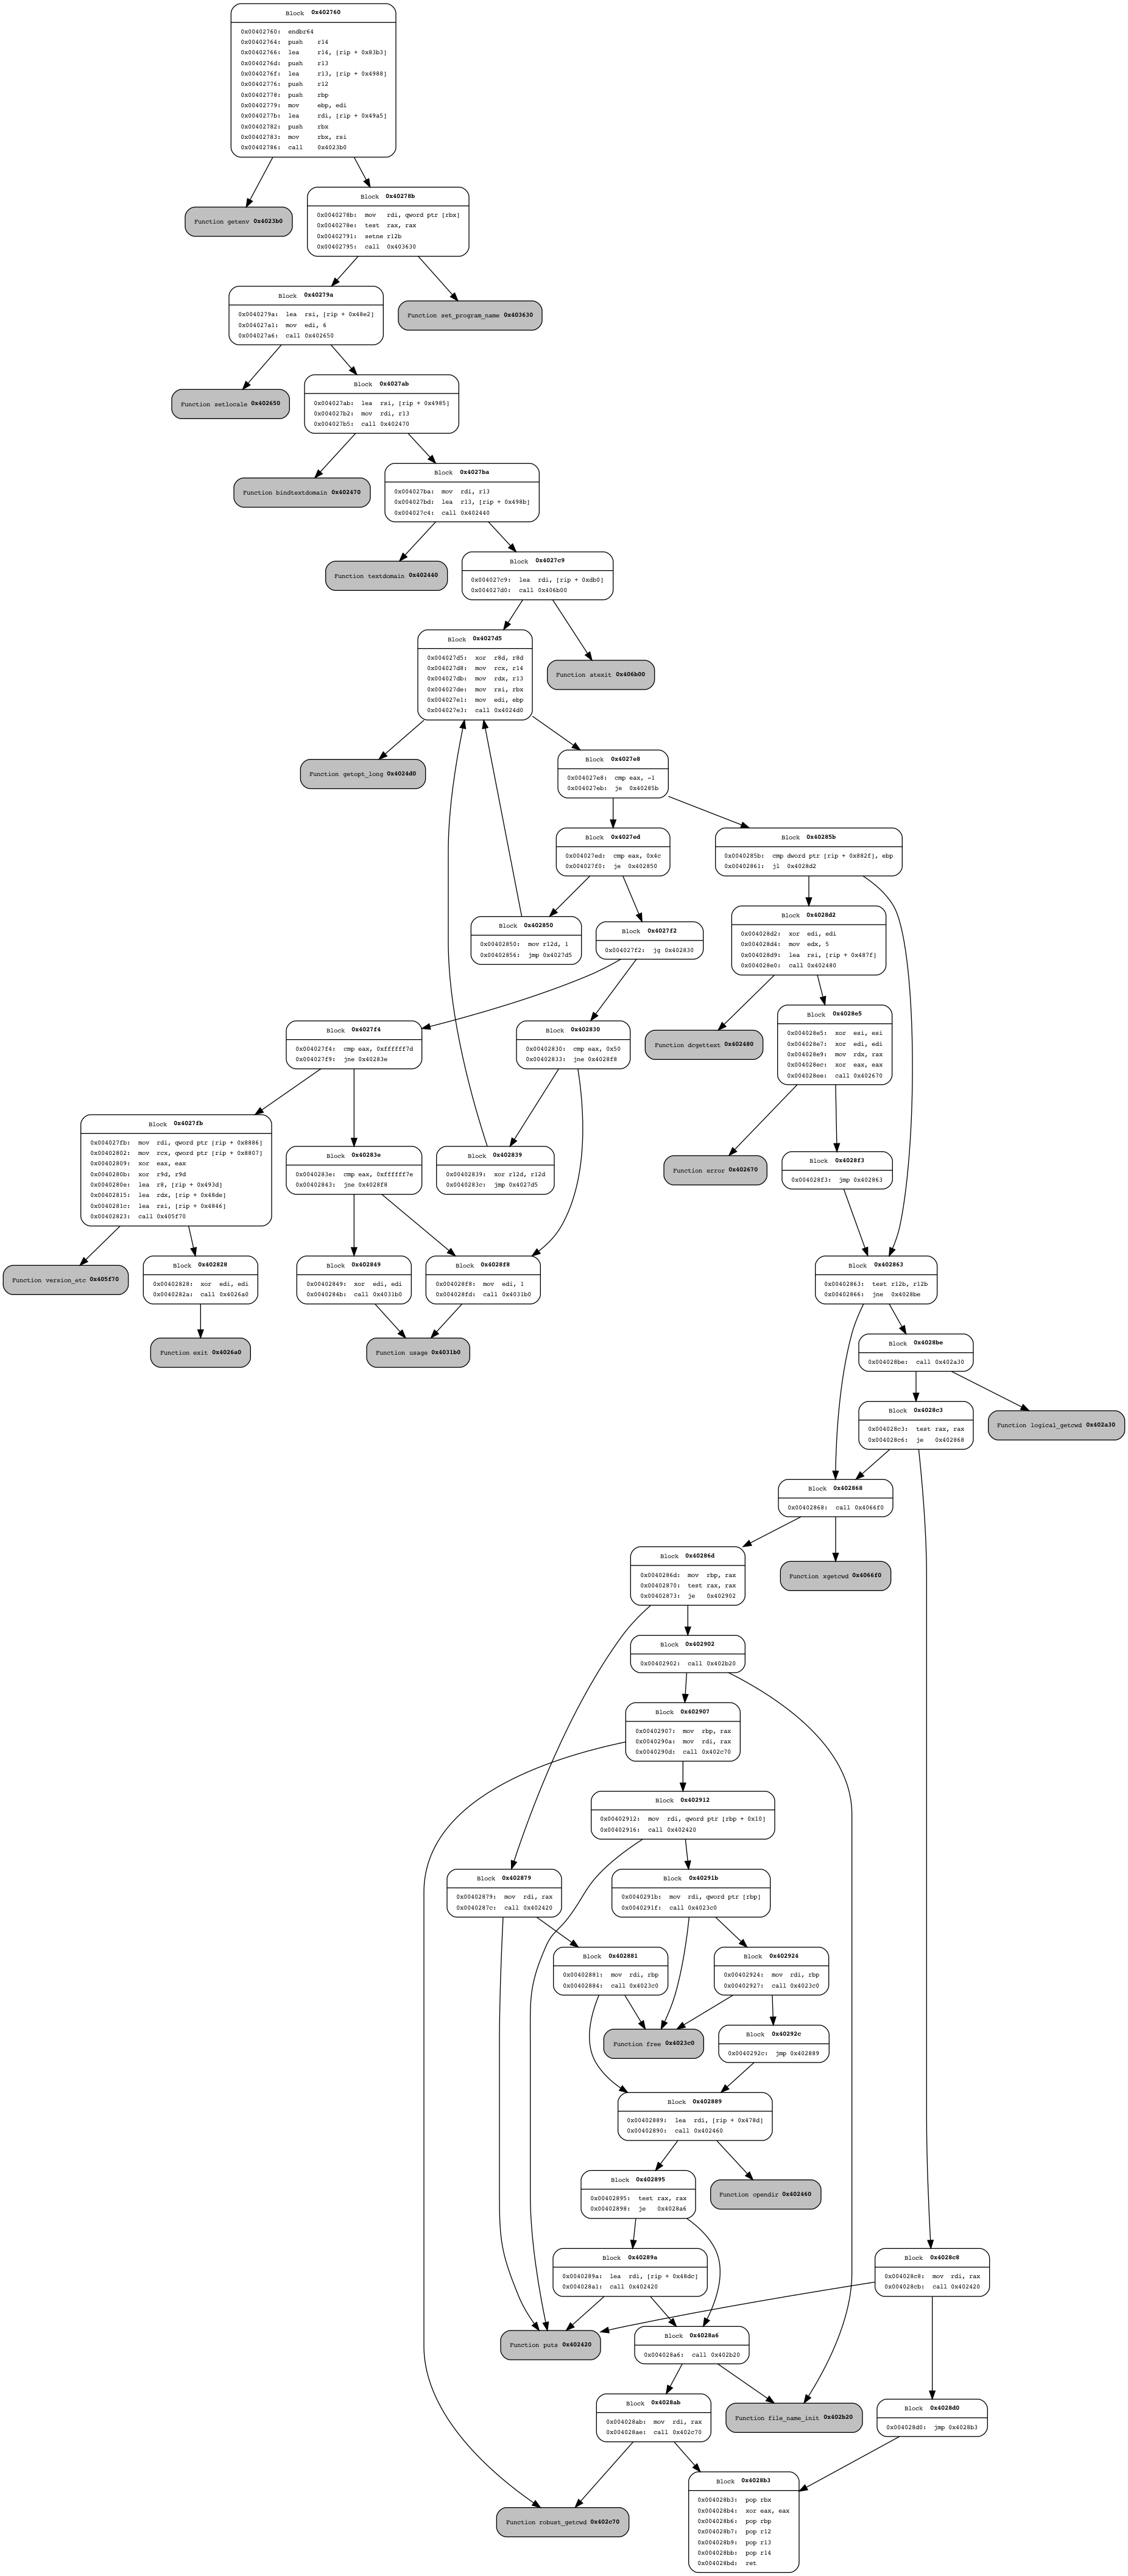 Block 0x402760
0x00402760: endbr64
0x00402764: push r14
0x00402766: lea r14, [rip + 0x83b3]
0x0040276d: push r13
0x0040276f: lea r13, [rip + 0x4988]
0x00402776: push r12
0x00402778: push rbp
0x00402779: mov ebp, edi
0x0040277b: lea rdi, [rip + 0x49a5]
0x00402782: push rbx
0x00402783: mov rbx, rsi
0x00402786: call 0x4023b0
Function getenv 0x4023b0
Block 0x40278b
0x0040278b: mov rdi, qword ptr [rbx]
0x0040278e: test rax, rax
0x00402791: setne r12b
0x00402795: call 0x403630
Block 0x40279a
0x0040279a: lea rsi, [rip + 0x48e2]
0x004027a1: mov edi, 6
0x004027a6: call 0x402650
Function set_program_name 0x403630
Function setlocale 0x402650
Block 0x4027ab
0x004027ab: lea rsi, [rip + 0x4985]
0x004027b2: mov rdi, r13
0x004027b5: call 0x402470
Function bindtextdomain 0x402470
Block 0x4027ba
0x004027ba: mov rdi, r13
0x004027bd: lea r13, [rip + 0x498b]
0x004027c4: call 0x402440
Function textdomain 0x402440
Block 0x4027c9
0x004027c9: lea rdi, [rip + 0xdb0]
0x004027d0: call 0x406b00
Block 0x4027d5
0x004027d5: xor r8d, r8d
0x004027d8: mov rcx, r14
0x004027db: mov rdx, r13
0x004027de: mov rsi, rbx
0x004027e1: mov edi, ebp
0x004027e3: call 0x4024d0
Function atexit 0x406b00
Function getopt_long 0x4024d0
Block 0x4027e8
0x004027e8: cmp eax, -1
0x004027eb: je 0x40285b
Block 0x4027ed
0x004027ed: cmp eax, 0x4c
0x004027f0: je 0x402850
Block 0x40285b
0x0040285b: cmp dword ptr [rip + 0x882f], ebp
0x00402861: jl 0x4028d2
Block 0x402850
0x00402850: mov r12d, 1
0x00402856: jmp 0x4027d5
Block 0x4027f2
0x004027f2: jg 0x402830
Block 0x4028d2
0x004028d2: xor edi, edi
0x004028d4: mov edx, 5
0x004028d9: lea rsi, [rip + 0x487f]
0x004028e0: call 0x402480
Block 0x4027f4
0x004027f4: cmp eax, 0xffffff7d
0x004027f9: jne 0x40283e
Block 0x402830
0x00402830: cmp eax, 0x50
0x00402833: jne 0x4028f8
Function dcgettext 0x402480
Block 0x4028e5
0x004028e5: xor esi, esi
0x004028e7: xor edi, edi
0x004028e9: mov rdx, rax
0x004028ec: xor eax, eax
0x004028ee: call 0x402670
Block 0x4027fb
0x004027fb: mov rdi, qword ptr [rip + 0x8886]
0x00402802: mov rcx, qword ptr [rip + 0x8807]
0x00402809: xor eax, eax
0x0040280b: xor r9d, r9d
0x0040280e: lea r8, [rip + 0x493d]
0x00402815: lea rdx, [rip + 0x48de]
0x0040281c: lea rsi, [rip + 0x4846]
0x00402823: call 0x405f70
Block 0x40283e
0x0040283e: cmp eax, 0xffffff7e
0x00402843: jne 0x4028f8
Block 0x402839
0x00402839: xor r12d, r12d
0x0040283c: jmp 0x4027d5
Function error 0x402670
Block 0x4028f3
0x004028f3: jmp 0x402863
Function version_etc 0x405f70
Block 0x402828
0x00402828: xor edi, edi
0x0040282a: call 0x4026a0
Block 0x402849
0x00402849: xor edi, edi
0x0040284b: call 0x4031b0
Block 0x4028f8
0x004028f8: mov edi, 1
0x004028fd: call 0x4031b0
Block 0x402863
0x00402863: test r12b, r12b
0x00402866: jne 0x4028be
Function exit 0x4026a0
Function usage 0x4031b0
Block 0x4028be
0x004028be: call 0x402a30
Block 0x4028c3
0x004028c3: test rax, rax
0x004028c6: je 0x402868
Function logical_getcwd 0x402a30
Block 0x402868
0x00402868: call 0x4066f0
Block 0x40286d
0x0040286d: mov rbp, rax
0x00402870: test rax, rax
0x00402873: je 0x402902
Function xgetcwd 0x4066f0
Block 0x402902
0x00402902: call 0x402b20
Block 0x402907
0x00402907: mov rbp, rax
0x0040290a: mov rdi, rax
0x0040290d: call 0x402c70
Block 0x402912
0x00402912: mov rdi, qword ptr [rbp + 0x10]
0x00402916: call 0x402420
Block 0x402879
0x00402879: mov rdi, rax
0x0040287c: call 0x402420
Block 0x40291b
0x0040291b: mov rdi, qword ptr [rbp]
0x0040291f: call 0x4023c0
Block 0x402881
0x00402881: mov rdi, rbp
0x00402884: call 0x4023c0
Block 0x402924
0x00402924: mov rdi, rbp
0x00402927: call 0x4023c0
Function free 0x4023c0
Block 0x40292c
0x0040292c: jmp 0x402889
Block 0x402889
0x00402889: lea rdi, [rip + 0x478d]
0x00402890: call 0x402460
Block 0x402895
0x00402895: test rax, rax
0x00402898: je 0x4028a6
Function opendir 0x402460
Block 0x40289a
0x0040289a: lea rdi, [rip + 0x48dc]
0x004028a1: call 0x402420
Block 0x4028c8
0x004028c8: mov rdi, rax
0x004028cb: call 0x402420
Function puts 0x402420
Block 0x4028a6
0x004028a6: call 0x402b20
Block 0x4028ab
0x004028ab: mov rdi, rax
0x004028ae: call 0x402c70
Function file_name_init 0x402b20
Block 0x4028d0
0x004028d0: jmp 0x4028b3
Function robust_getcwd 0x402c70
Block 0x4028b3
0x004028b3: pop rbx
0x004028b4: xor eax, eax
0x004028b6: pop rbp
0x004028b7: pop r12
0x004028b9: pop r13
0x004028bb: pop r14
0x004028bd: ret